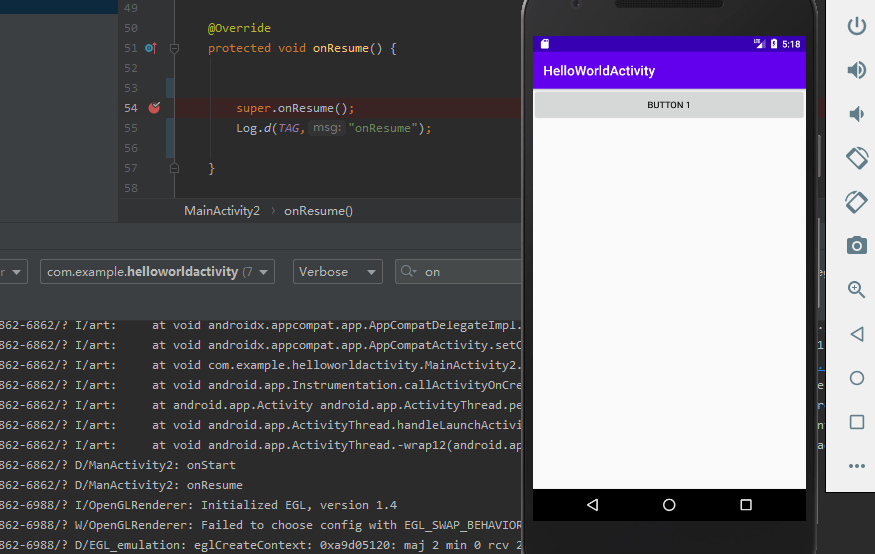 49
50 @Override
51 protected void onResume() {
52
53
54 super.onResume();
55 Log.d(TAG, msg: "onResume");
56
57 }
58
MainActivity2 › onResume()
r com.example.helloworldactivity (7 Verbose on
862-6862/? I/art: at void androidx.appcompat.app.AppCompatDelegateImpl.
862-6862/? I/art: at void androidx.appcompat.app.AppCompatActivity.setC
862-6862/? I/art: at void com.example.helloworldactivity.MainActivity2.
862-6862/? I/art: at void android.app.Instrumentation.callActivityOnCre
862-6862/? I/art: at android.app.Activity android.app.ActivityThread.pe
862-6862/? I/art: at void android.app.ActivityThread.handleLaunchActivi
862-6862/? I/art: at void android.app.ActivityThread.-wrap12(android.ap
862-6862/? D/ManActivity2: onStart
862-6862/? D/ManActivity2: onResume
862-6988/? I/OpenGLRenderer: Initialized EGL, version 1.4
862-6988/? W/OpenGLRenderer: Failed to choose config with EGL_SWAP_BEHAVIOR
862-6988/? D/EGL_emulation: eglCreateContext: 0xa9d05120: maj 2 min 0 rcv 2
LTE 5:18
HelloWorldActivity
BUTTON 1